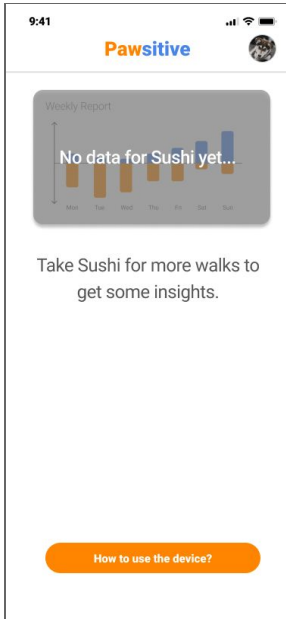 9:41
Pawsitive
Weekly Report
No data for Sushi yet...
Mon Tue Wed Thu Fri Sat Sun
Take Sushi for more walks to
get some insights.
How to use the device?